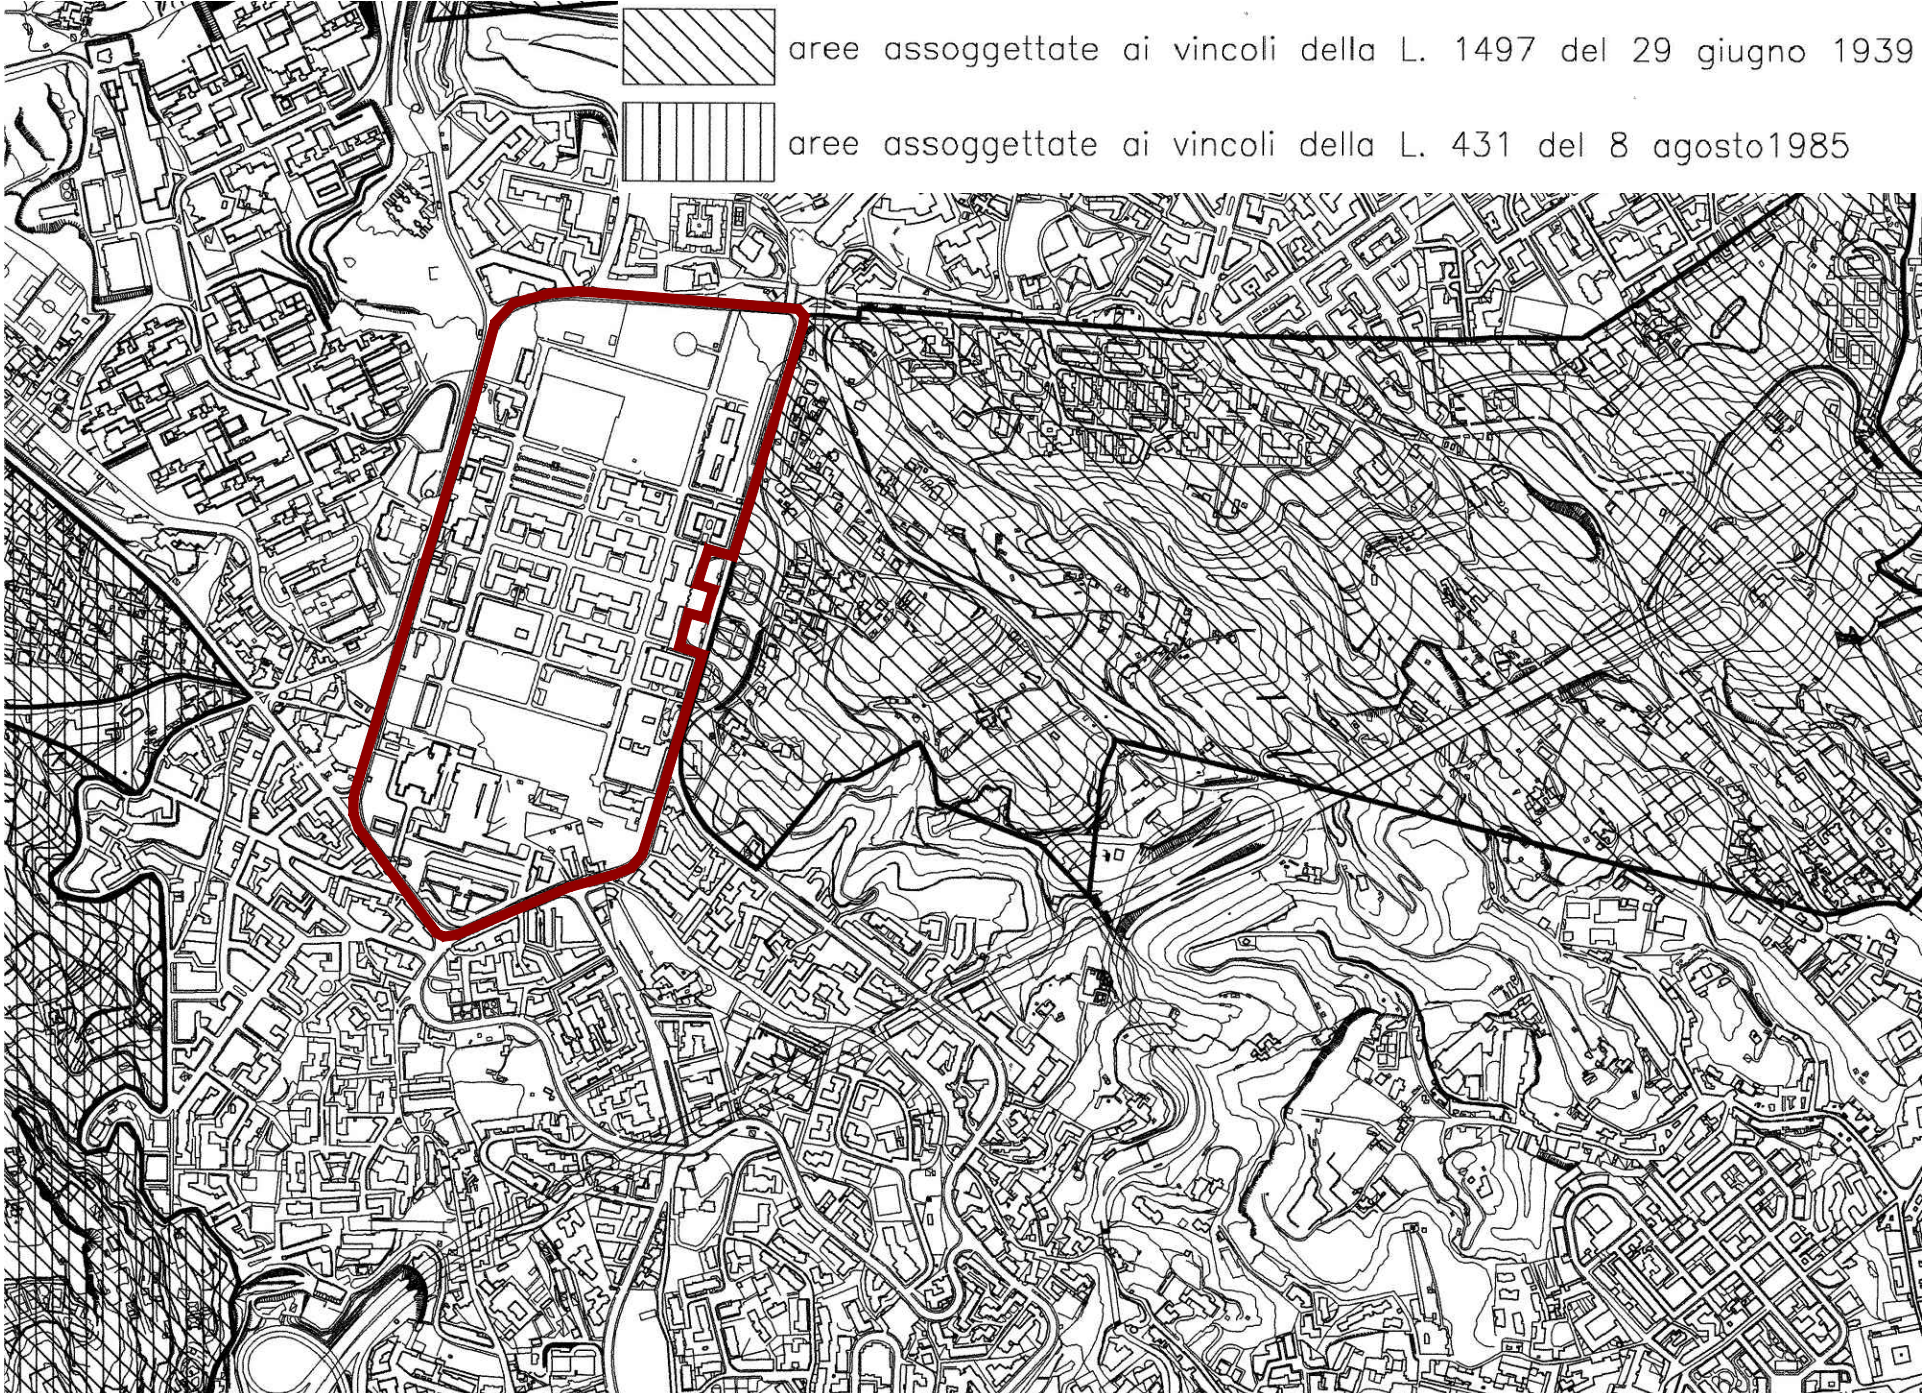 aree assoggettate ai vincoli della L. 1497 del 29 giugno 1939
aree assoggettate ai vincoli della L. 431 del 8 agosto1985